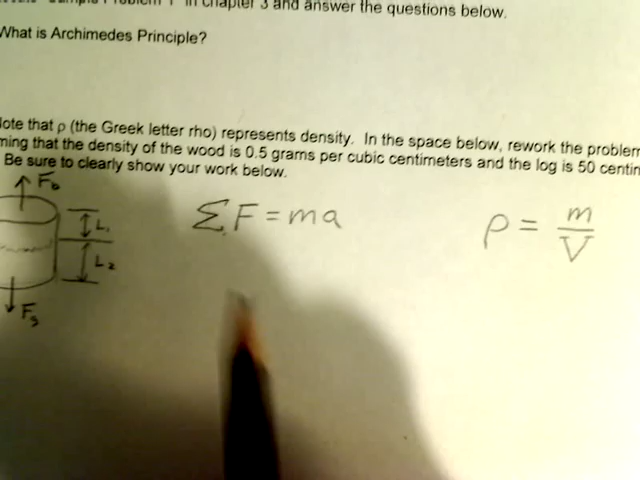 in chapter 3 and answer the questions below.
What is Archimedes Principle?
Note that ρ (the Greek letter rho) represents density. In the space below, rework the problem
ming that the density of the wood is 0.5 grams per cubic centimeters and the log is 50 centim
Be sure to clearly show your work below.
F_b
ΣF = ma
ρ = m/V
L₁
L₂
F_g